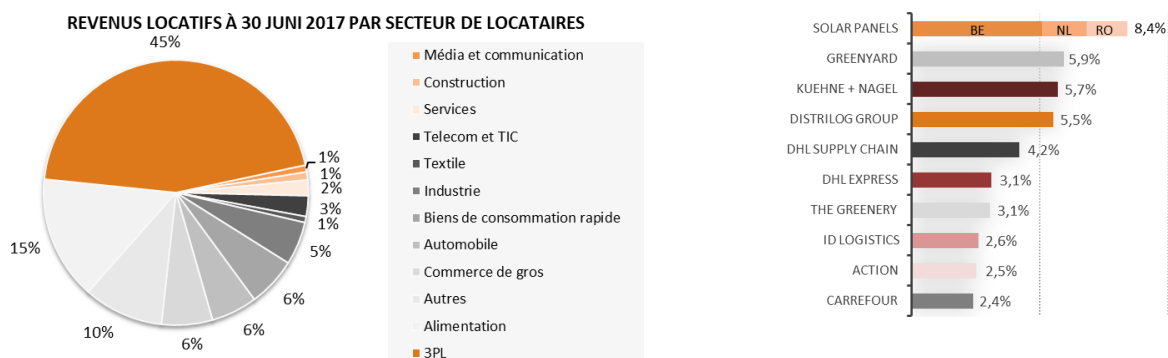 REVENUS LOCATIFS À 30 JUNI 2017 PAR SECTEUR DE LOCATAIRES
45%
1%
1%
2%
3%
1%
5%
6%
6%
6%
10%
15%
Média et communication
Construction
Services
Telecom et TIC
Textile
Industrie
Biens de consommation rapide
Automobile
Commerce de gros
Autres
Alimentation
3PL
SOLAR PANELS BE NL RO 8,4%
GREENYARD 5,9%
KUEHNE + NAGEL 5,7%
DISTRILOG GROUP 5,5%
DHL SUPPLY CHAIN 4,2%
DHL EXPRESS 3,1%
THE GREENERY 3,1%
ID LOGISTICS 2,6%
ACTION 2,5%
CARREFOUR 2,4%